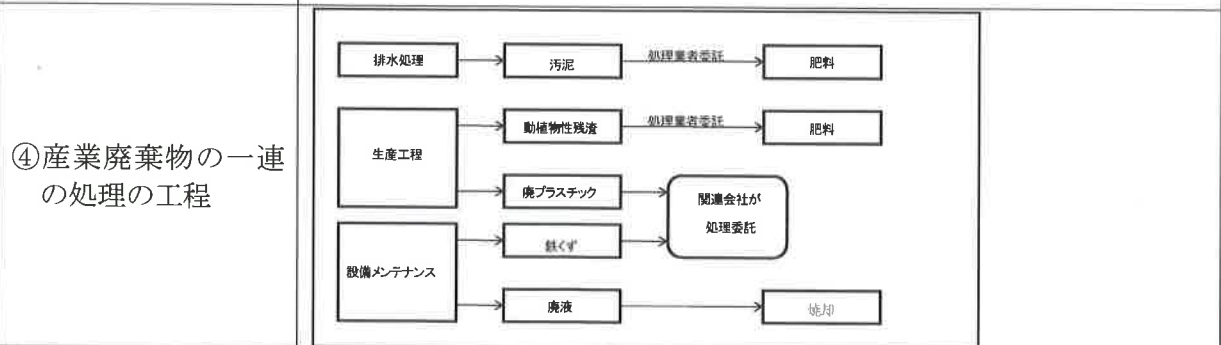 ④産業廃棄物の一連
の処理の工程
排水処理
汚泥
処理業者委託
肥料
生産工程
動植物性残渣
処理業者委託
肥料
廃プラスチック
関連会社が
処理委託
設備メンテナンス
鉄くず
廃液
焼却